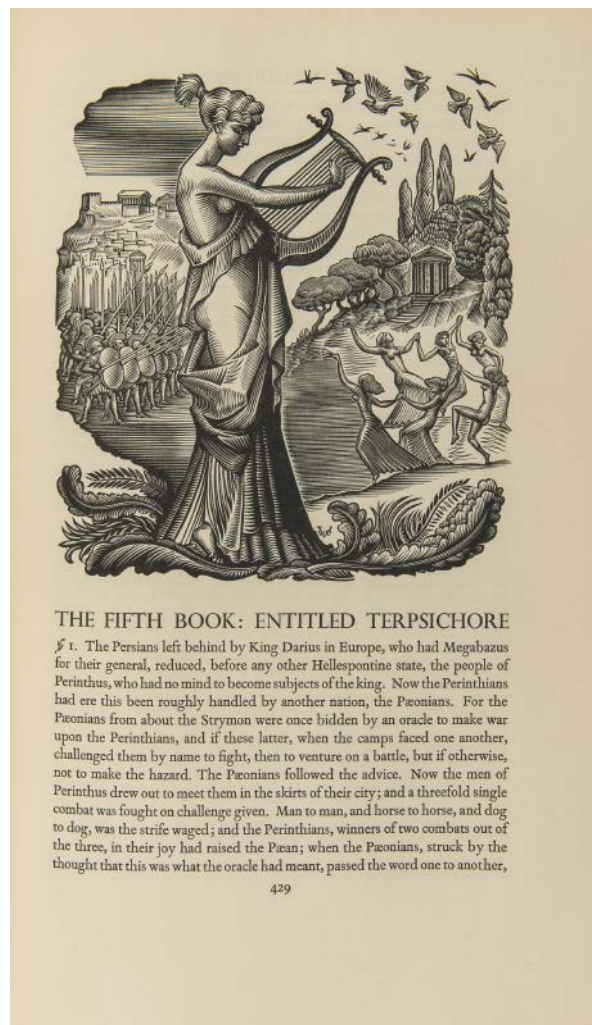 THE FIFTH BOOK: ENTITLED TERPSICHORE
§ 1. The Persians left behind by King Darius in Europe, who had Megabazus
for their general, reduced, before any other Hellespontine state, the people of
Perinthus, who had no mind to become subjects of the king. Now the Perinthians
had ere this been roughly handled by another nation, the Pæonians. For the
Pæonians from about the Strymon were once bidden by an oracle to make war
upon the Perinthians, and if these latter, when the camps faced one another,
challenged them by name to fight, then to venture on a battle, but if otherwise,
not to make the hazard. The Pæonians followed the advice. Now the men of
Perinthus drew out to meet them in the skirts of their city; and a threefold single
combat was fought on challenge given. Man to man, and horse to horse, and dog
to dog, was the strife waged; and the Perinthians, winners of two combats out of
the three, in their joy had raised the Pæan; when the Pæonians, struck by the
thought that this was what the oracle had meant, passed the word one to another,
429